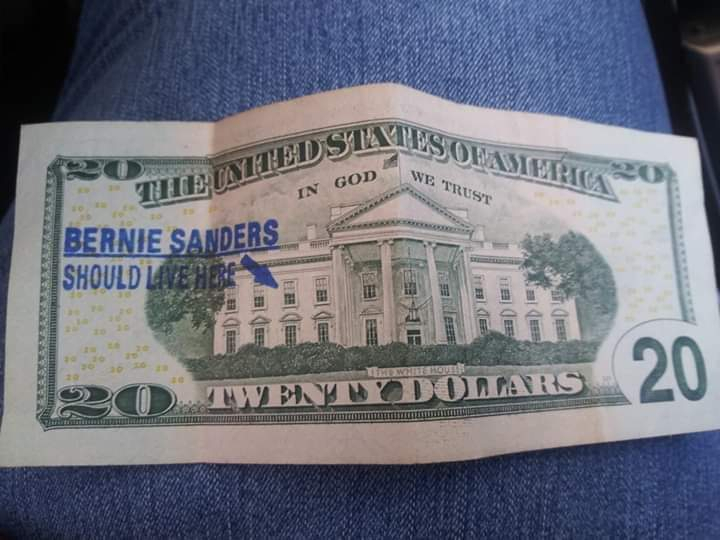 20 THE UNITED STATES OF AMERICA 20
IN GOD WE TRUST
BERNIE SANDERS
SHOULD LIVE HERE
THE WHITE HOUSE
20 TWENTY DOLLARS 20